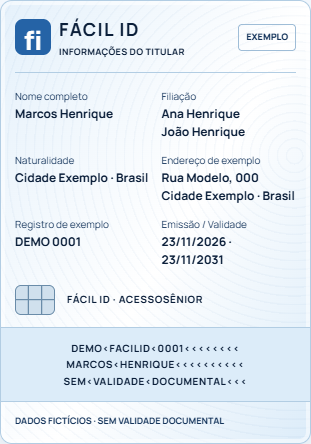 fi
FÁCIL ID
INFORMAÇÕES DO TITULAR
EXEMPLO
Nome completo
Marcos Henrique
Filiação
Ana Henrique
João Henrique
Naturalidade
Cidade Exemplo · Brasil
Endereço de exemplo
Rua Modelo, 000
Cidade Exemplo · Brasil
Registro de exemplo
DEMO 0001
Emissão / Validade
23/11/2026 ·
23/11/2031
FÁCIL ID · ACESSOSÊNIOR
DEMO<FACILID<0001<<<<<<<
MARCOS<HENRIQUE<<<<<<<<<<
SEM<VALIDADE<DOCUMENTAL<<<
DADOS FICTÍCIOS · SEM VALIDADE DOCUMENTAL